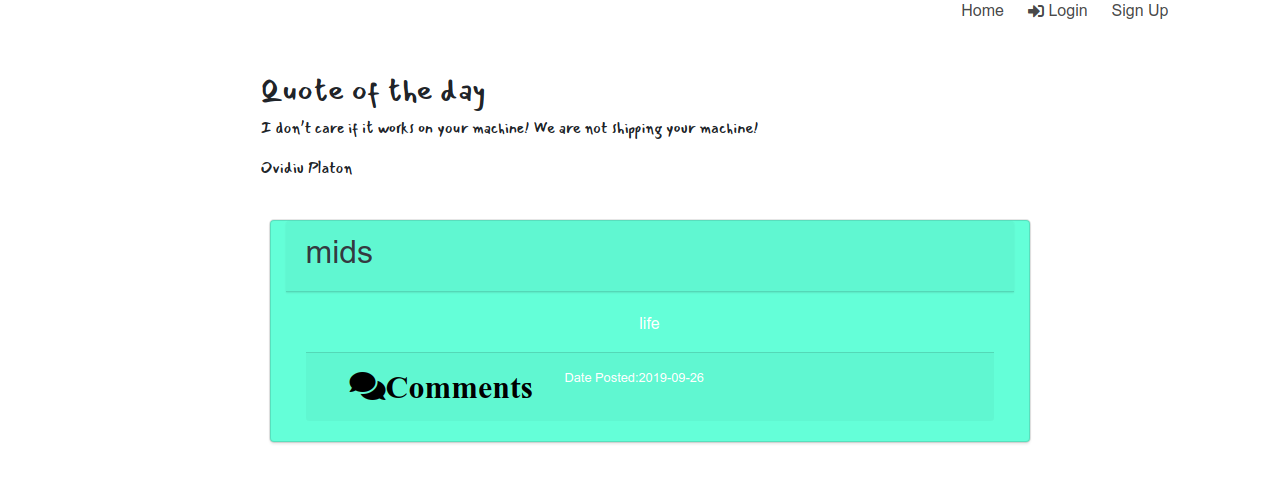 Home Login Sign Up
Quote of the day
I don't care if it works on your machine! We are not shipping your machine!
Ovidiu Platon
mids
life
Comments Date Posted:2019-09-26